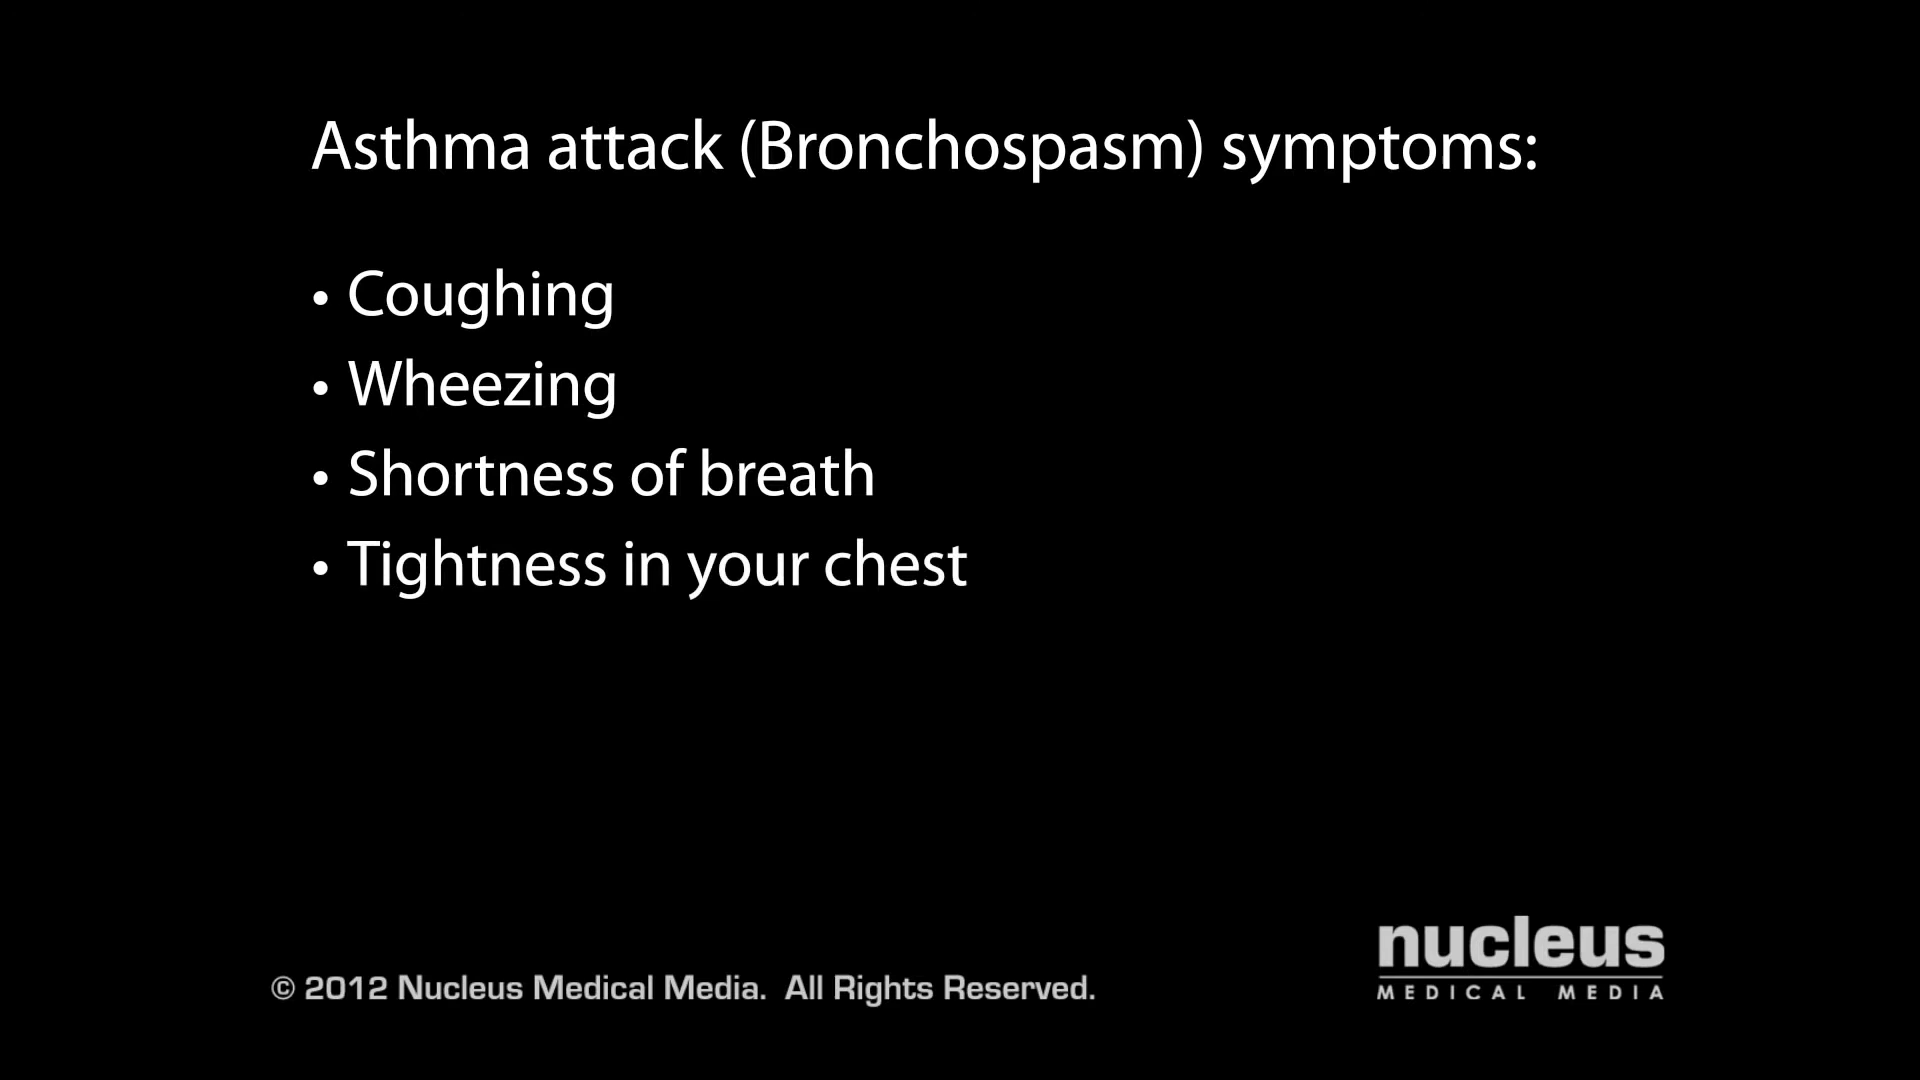 Asthma attack (Bronchospasm) symptoms:
• Coughing
• Wheezing
• Shortness of breath
• Tightness in your chest
© 2012 Nucleus Medical Media. All Rights Reserved.
nucleus
MEDICAL MEDIA